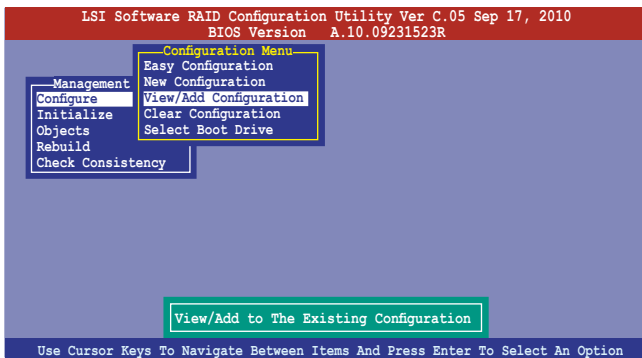 LSI Software RAID Configuration Utility Ver C.05 Sep 17, 2010
BIOS Version A.10.09231523R
Configuration Menu
Easy Configuration
New Configuration
View/Add Configuration
Clear Configuration
Select Boot Drive
Management
Configure
Initialize
Objects
Rebuild
Check Consistency
View/Add to The Existing Configuration
Use Cursor Keys To Navigate Between Items And Press Enter To Select An Option